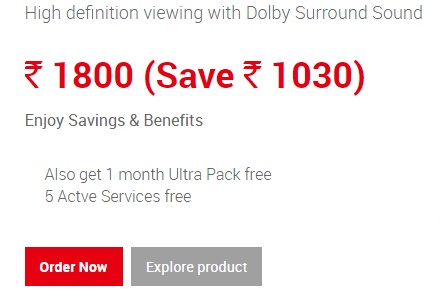 High definition viewing with Dolby Surround Sound
₹ 1800 (Save ₹ 1030)
Enjoy Savings & Benefits
Also get 1 month Ultra Pack free
5 Actve Services free
Order Now
Explore product